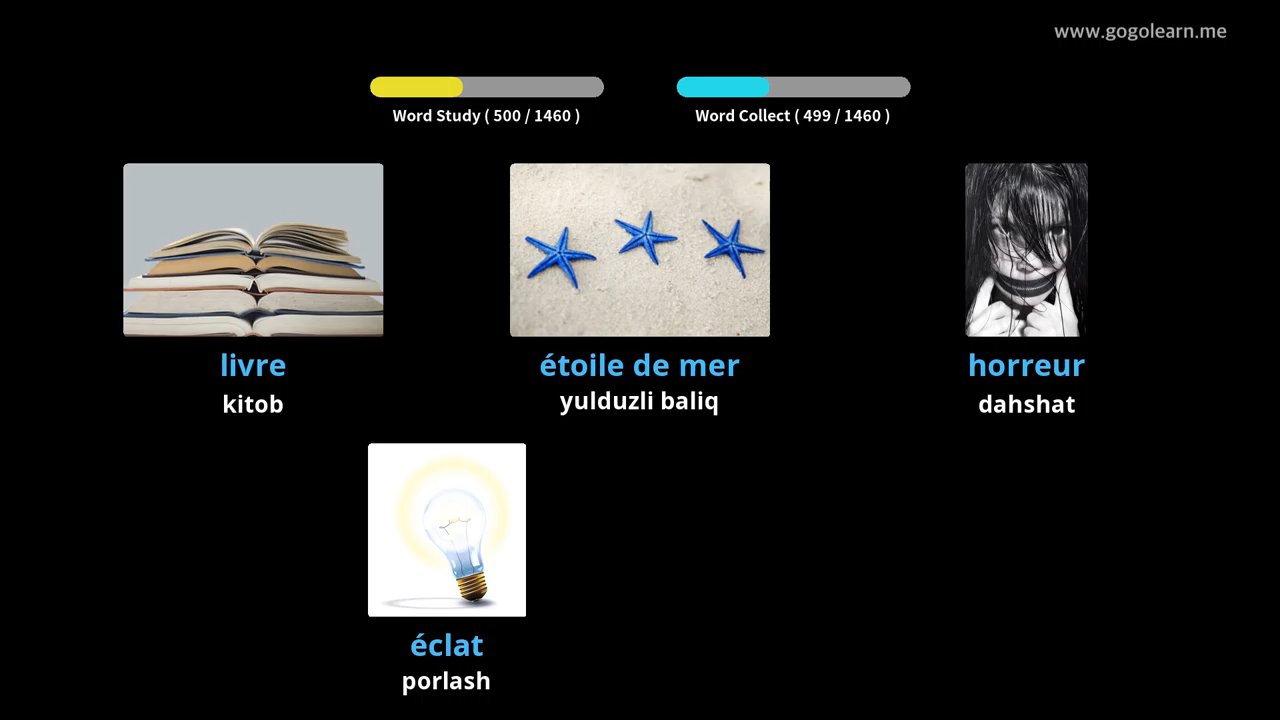 www.gogolearn.me
Word Study ( 500 / 1460 )
Word Collect ( 499 / 1460 )
livre
kitob
étoile de mer
yulduzli baliq
horreur
dahshat
éclat
porlash